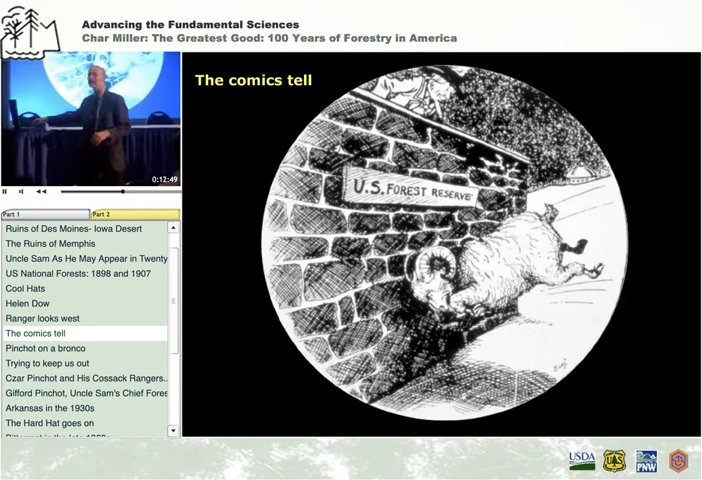 Advancing the Fundamental Sciences
Char Miller: The Greatest Good: 100 Years of Forestry in America
The comics tell
U.S. FOREST RESERVE
0:12:49
Part 1
Part 2
Ruins of Des Moines- Iowa Desert
The Ruins of Memphis
Uncle Sam As He May Appear in Twenty
US National Forests: 1898 and 1907
Cool Hats
Helen Dow
Ranger looks west
The comics tell
Pinchot on a bronco
Trying to keep us out
Czar Pinchot and His Cossack Rangers..
Gifford Pinchot, Uncle Sam's Chief Fores
Arkansas in the 1930s
The Hard Hat goes on
USDA
UAS
PNW